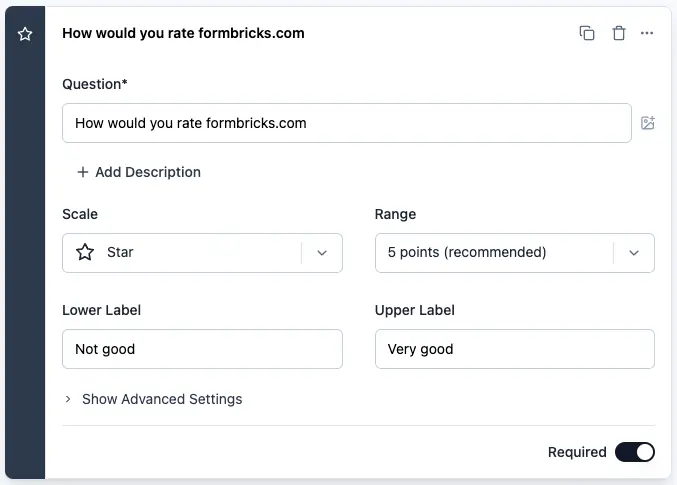 How would you rate formbricks.com
Question*
How would you rate formbricks.com
Add Description
Scale
Range
Star
5 points (recommended)
Lower Label
Upper Label
Not good
Very good
Show Advanced Settings
Required